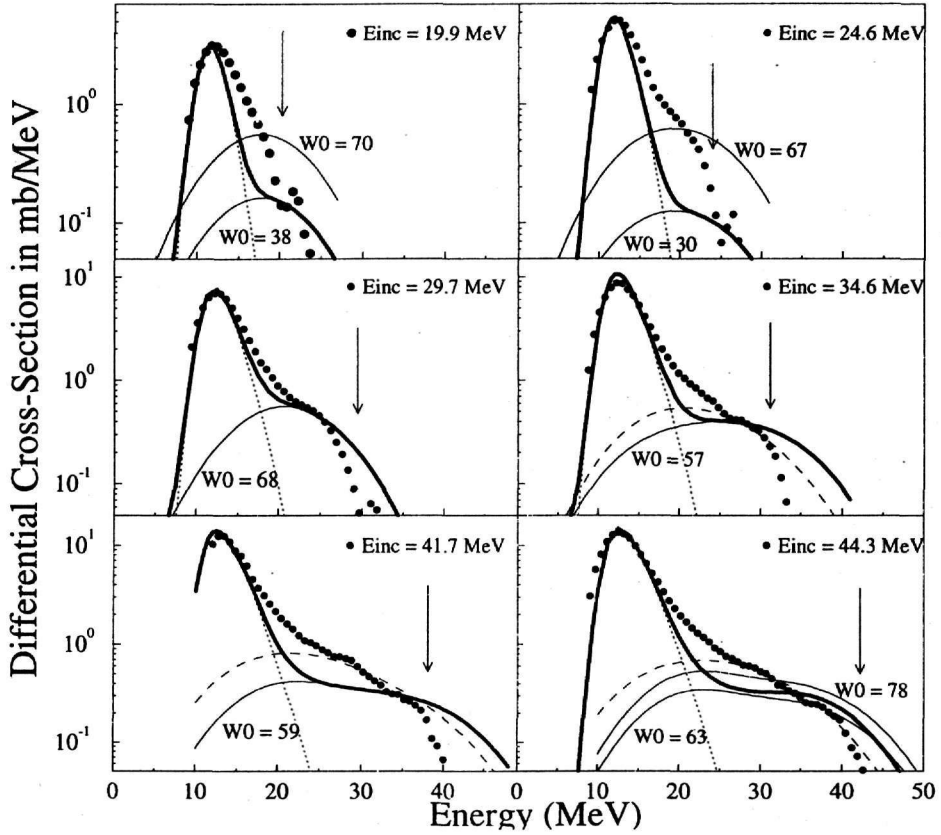 Differential Cross-Section in mb/MeV
Einc = 19.9 MeV
10^0
W0 = 70
10^-1
W0 = 38
Einc = 24.6 MeV
W0 = 67
W0 = 30
10^1
Einc = 29.7 MeV
10^0
W0 = 68
10^-1
Einc = 34.6 MeV
W0 = 57
10^1
Einc = 41.7 MeV
10^0
W0 = 59
10^-1
Einc = 44.3 MeV
W0 = 78
W0 = 63
0 10 20 30 40 0 10 20 30 40 50
Energy (MeV)